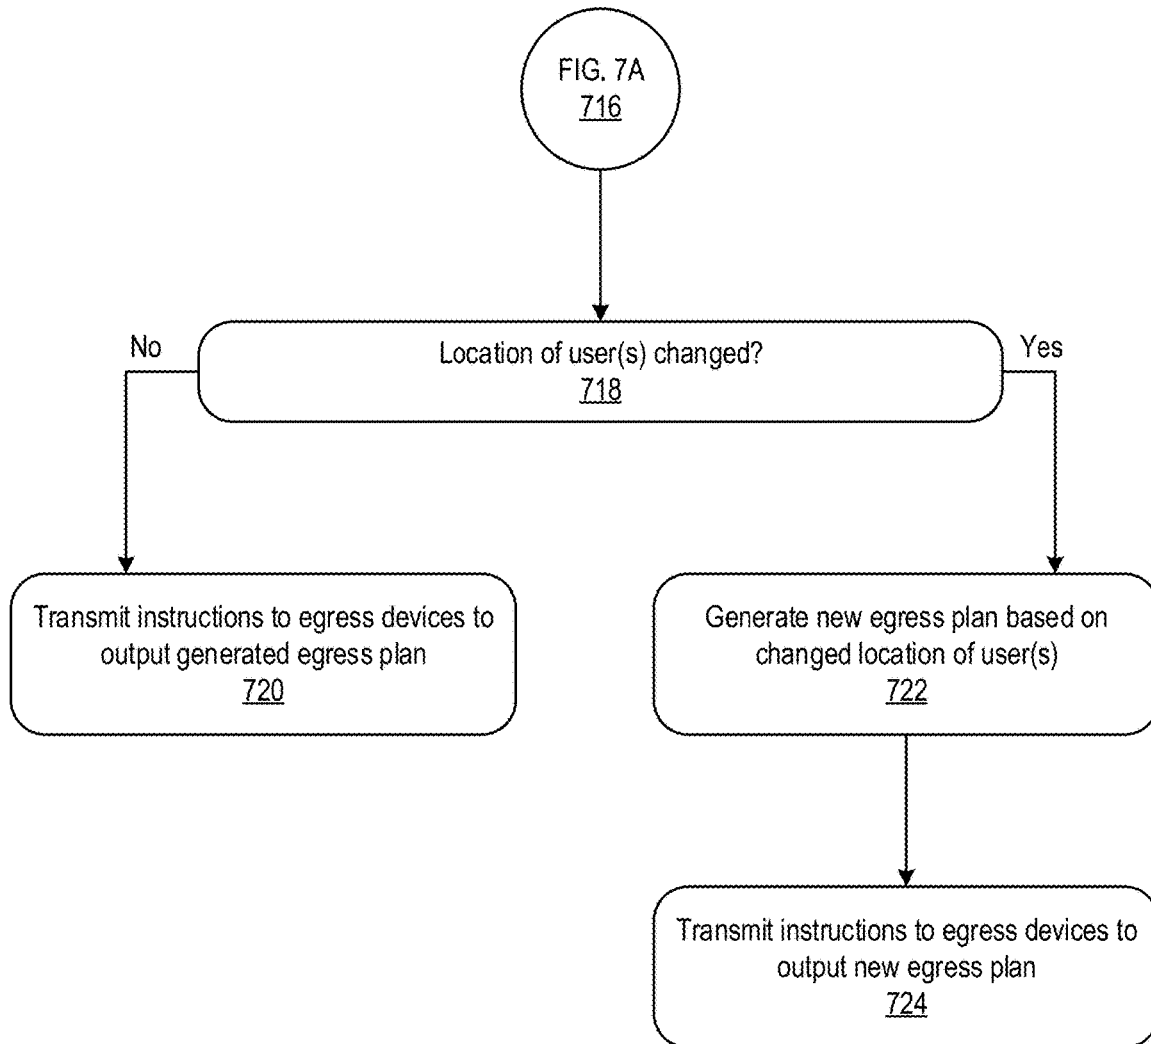 FIG. 7A
716
No
Location of user(s) changed?
Yes
718
Transmit instructions to egress devices to
output generated egress plan
720
Generate new egress plan based on
changed location of user(s)
722
Transmit instructions to egress devices to
output new egress plan
724